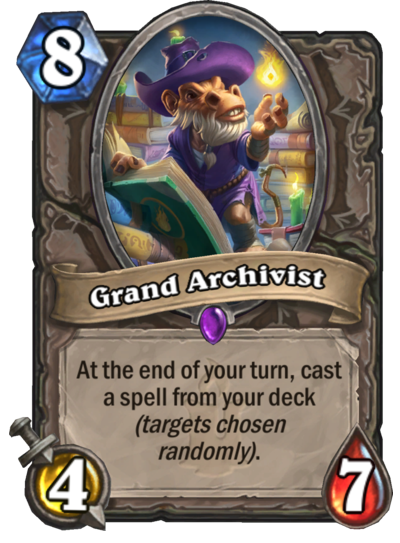 8
Grand Archivist
At the end of your turn, cast
a spell from your deck
(targets chosen
randomly).
4
7